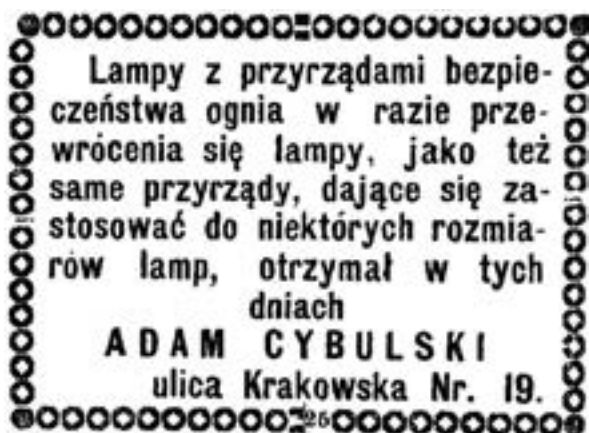 Lampy z przyrządami bezpie-
czeństwa ognia w razie prze-
wrócenia się lampy, jako też
same przyrządy, dające się za-
stosować do niektórych rozmia-
rów lamp, otrzymał w tych
dniach
ADAM CYBULSKI
ulica Krakowska Nr. 19.
25